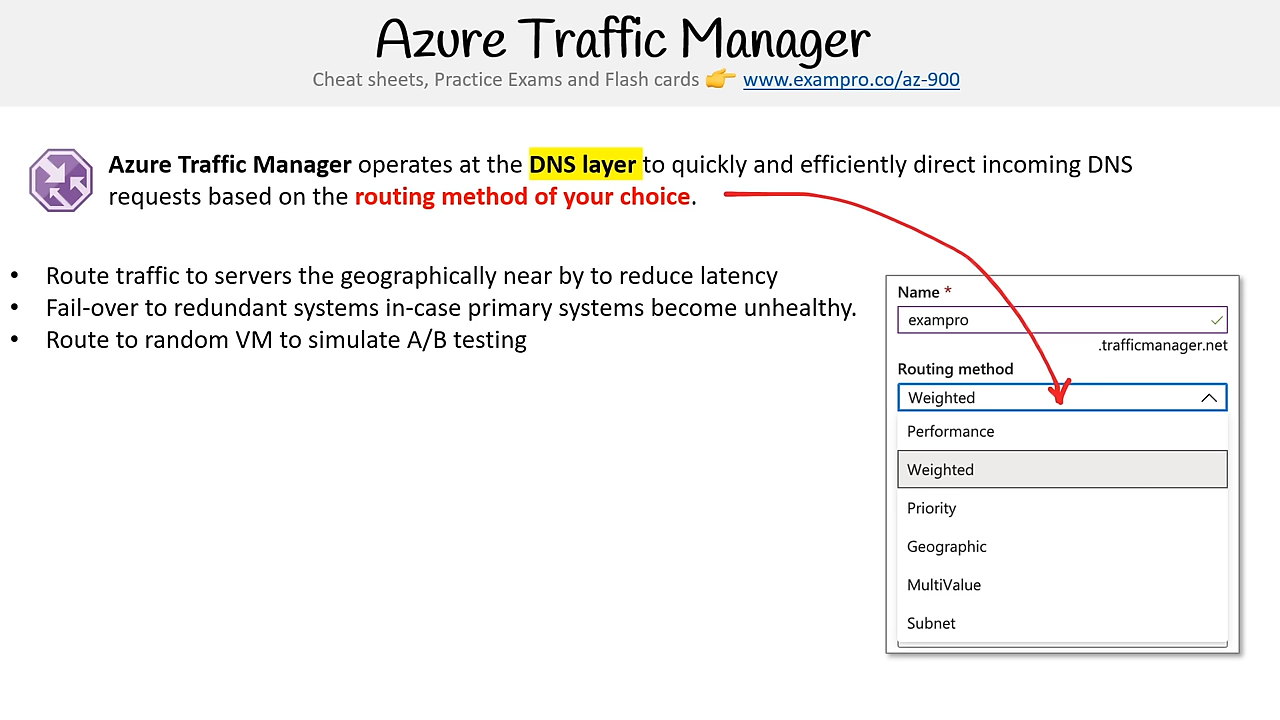 Azure Traffic Manager
Cheat sheets, Practice Exams and Flash cards 👉 www.exampro.co/az-900
Azure Traffic Manager operates at the DNS layer to quickly and efficiently direct incoming DNS
requests based on the routing method of your choice.
• Route traffic to servers the geographically near by to reduce latency
• Fail-over to redundant systems in-case primary systems become unhealthy.
• Route to random VM to simulate A/B testing
Name *
exampro
.trafficmanager.net
Routing method
Weighted
Performance
Weighted
Priority
Geographic
MultiValue
Subnet